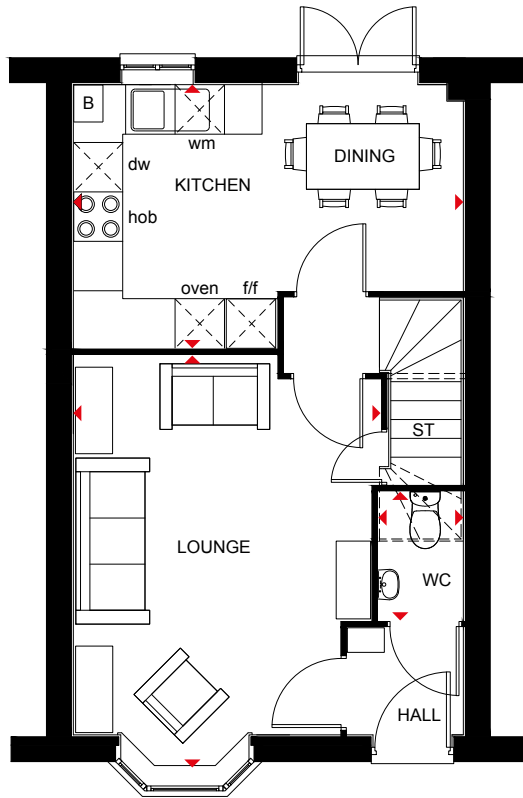 B
wm
DINING
dw
KITCHEN
hob
oven f/f
ST
LOUNGE
WC
HALL